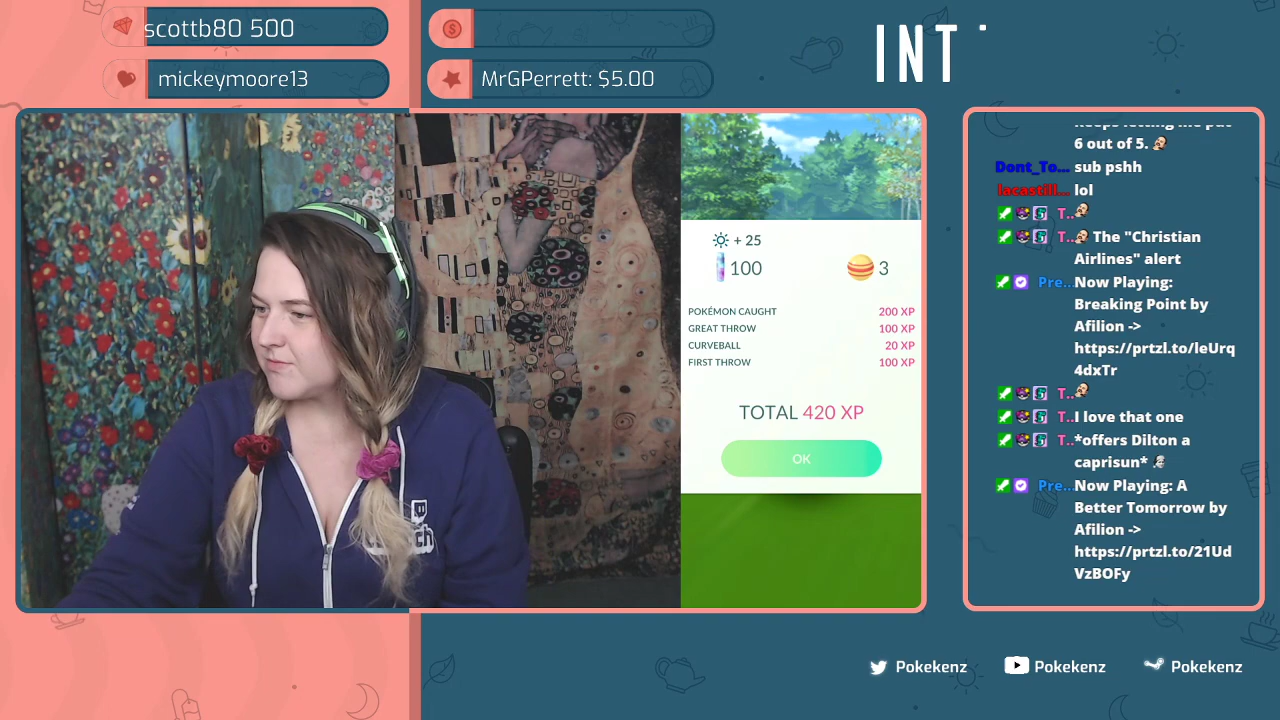 scottb80 500
mickeymoore13
MrGPerrett: $5.00
INT
+ 25
100
3
POKÉMON CAUGHT 200 XP
GREAT THROW 100 XP
CURVEBALL 20 XP
FIRST THROW 100 XP
TOTAL 420 XP
OK
6 out of 5.
Dont_To... sub pshh
lacastill... lol
T..
T.. The "Christian
Airlines" alert
Pre... Now Playing:
Breaking Point by
Afilion ->
https://prtzl.to/leUrq
4dxTr
T..
T.. I love that one
T.. *offers Dilton a
caprisun*
Pre... Now Playing: A
Better Tomorrow by
Afilion ->
https://prtzl.to/21Ud
VzBOFy
Pokekenz
Pokekenz
Pokekenz